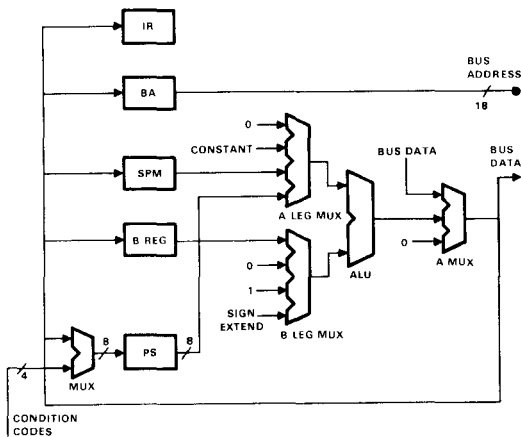 IR
BUS
ADDRESS
BA
18
0
BUS
DATA
CONSTANT
BUS DATA
SPM
A LEG MUX
B REG
0
ALU
A MUX
0
1
SIGN
EXTEND
B LEG MUX
8
PS
8
MUX
4
CONDITION
CODES